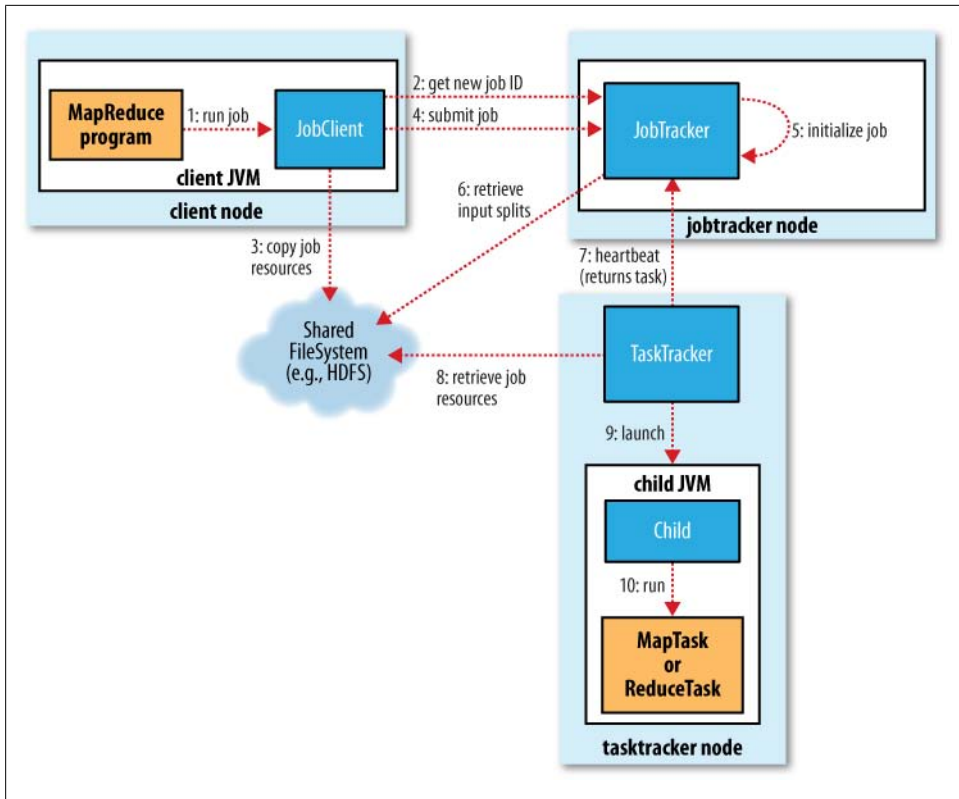 MapReduce
program
1: run job
JobClient
client JVM
client node
2: get new job ID
4: submit job
JobTracker
5: initialize job
jobtracker node
3: copy job
resources
6: retrieve
input splits
7: heartbeat
(returns task)
Shared
FileSystem
(e.g., HDFS)
8: retrieve job
resources
TaskTracker
9: launch
child JVM
Child
10: run
MapTask
or
ReduceTask
tasktracker node